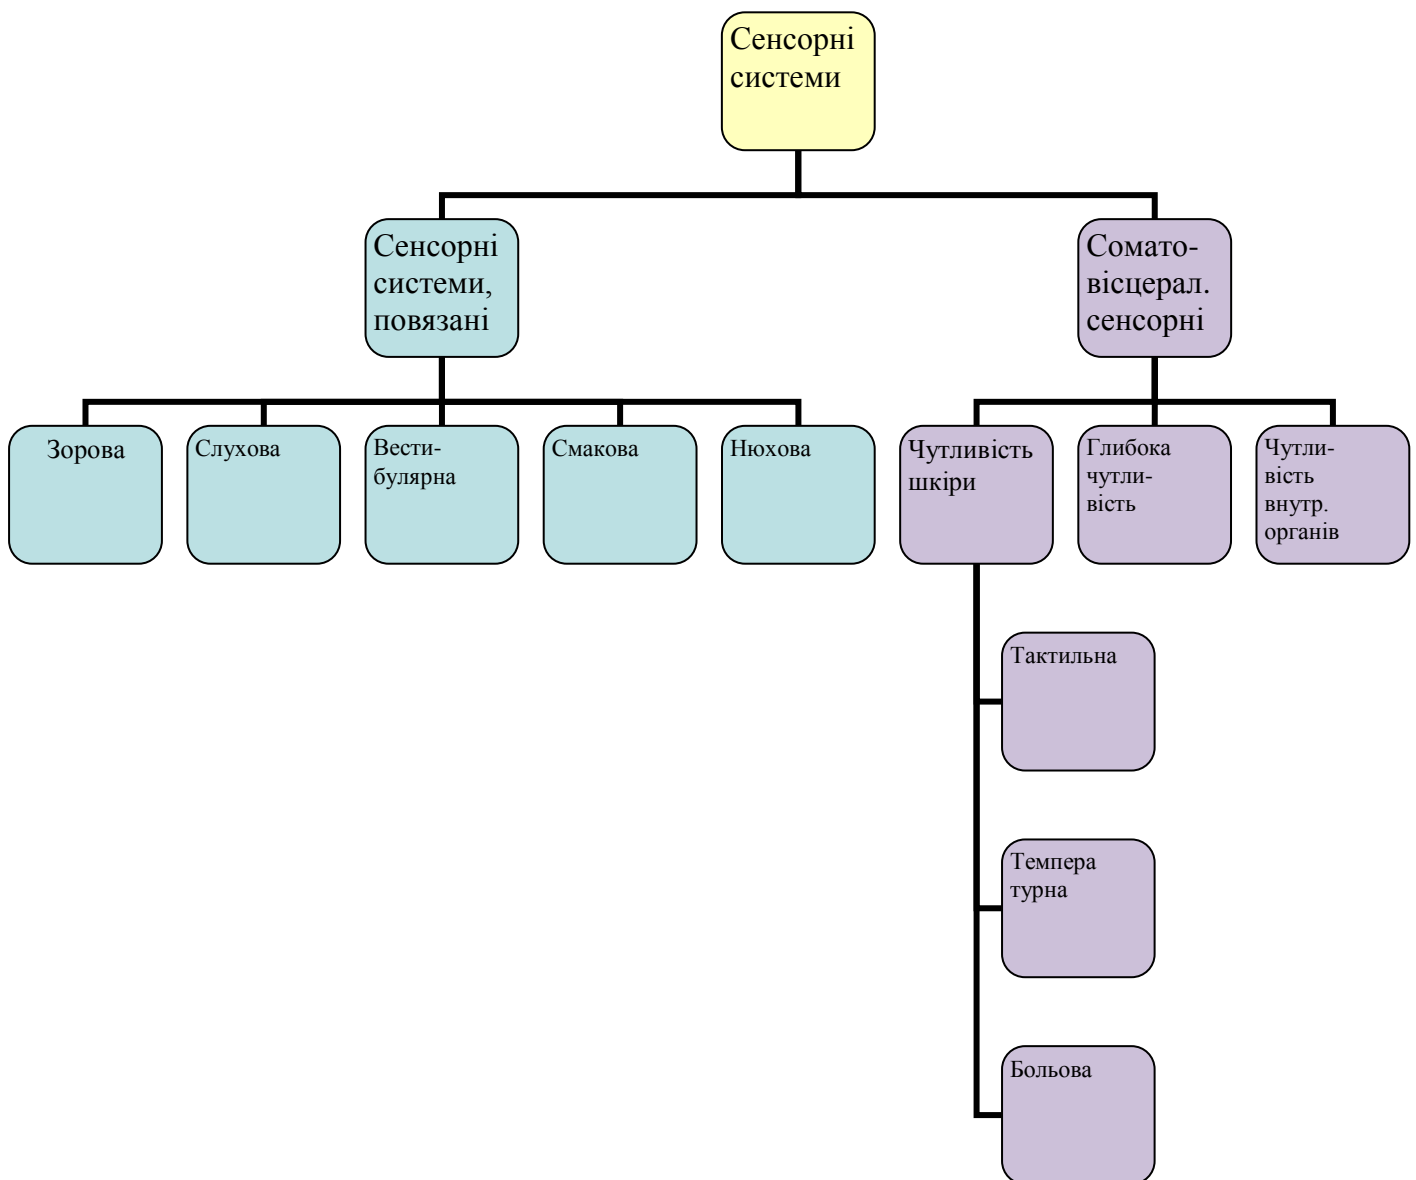 Сенсорні
системи
Сенсорні
системи,
повязані
Сомато-
вісцерал.
сенсорні
Зорова
Слухова
Вести-
булярна
Смакова
Нюхова
Чутливість
шкіри
Глибока
чутли-
вість
Чутли-
вість
внутр.
органів
Тактильна
Темпера
турна
Больова